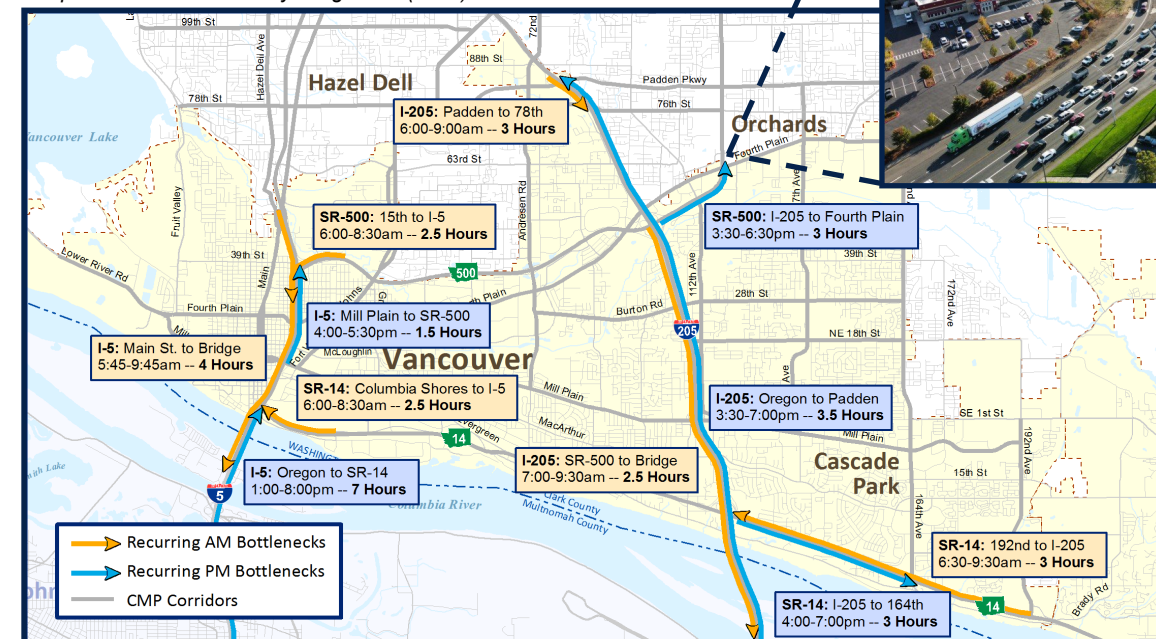 99th St
Hazel Dell Ave
72nd
88th St
Hazel Dell
Padden Pkwy
78th St
76th St
I-205: Padden to 78th
6:00-9:00am -- 3 Hours
Orchards
Fourth Plain
Vancouver Lake
63rd St
Andresen Rd
Fruit Valley
7th Ave
SR-500: 15th to I-5
6:00-8:30am -- 2.5 Hours
SR-500: I-205 to Fourth Plain
3:30-6:30pm -- 3 Hours
Lower River Rd
39th St
Main
500
112th Ave
39th St
172nd Ave
Fourth Plain
Johns
th Plain
28th St
Burton Rd
I-5: Mill Plain to SR-500
4:00-5:30pm -- 1.5 Hours
205
NE 18th St
I-5: Main St. to Bridge
5:45-9:45am -- 4 Hours
Fort V
McLoughlin
Vancouver
Ave
SR-14: Columbia Shores to I-5
6:00-8:30am -- 2.5 Hours
Mill Plain
I-205: Oregon to Padden
3:30-7:00pm -- 3.5 Hours
SE 1st St
MacArthur
Evergreen
14
Mill Plain
192nd Ave
WASHINGT
I-205: SR-500 to Bridge
7:00-9:30am -- 2.5 Hours
Cascade
Park
15th St
I-5: Oregon to SR-14
1:00-8:00pm -- 7 Hours
5
Columbia River
Clark County
Multnomah County
164th Ave
Recurring AM Bottlenecks
Recurring PM Bottlenecks
CMP Corridors
SR-14: 192nd to I-205
6:30-9:30am -- 3 Hours
14
Brady Rd
SR-14: I-205 to 164th
4:00-7:00pm -- 3 Hours